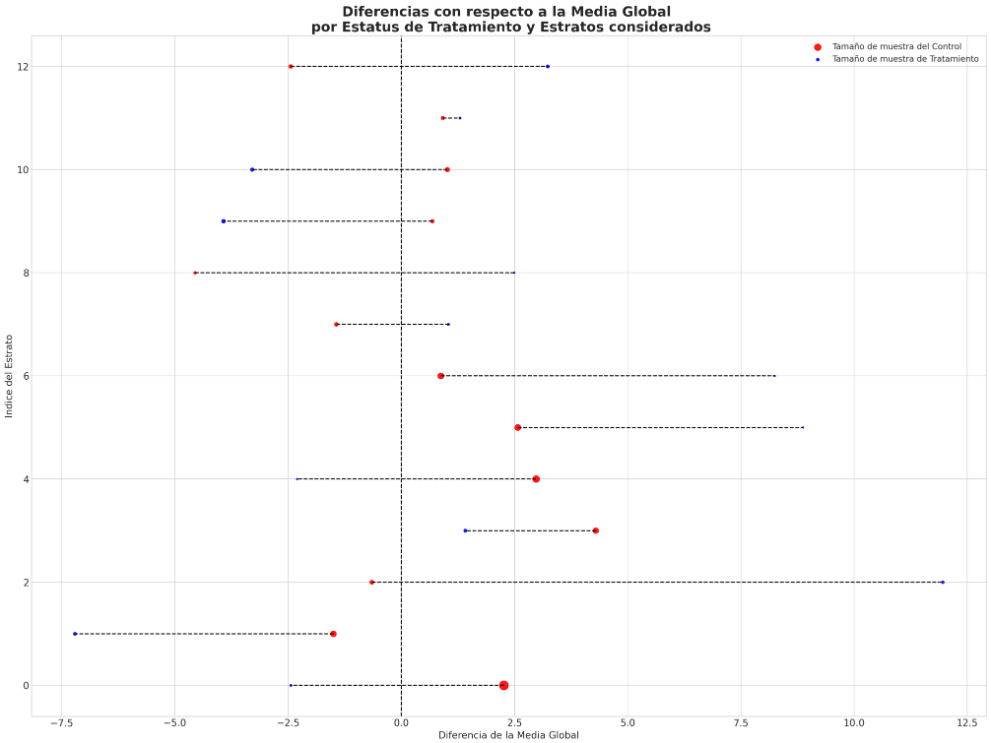 Diferencias con respecto a la Media Global
por Estatus de Tratamiento y Estratos considerados
Tamaño de muestra del Control
Tamaño de muestra de Tratamiento
Indice del Estrato
12
10
8
6
4
2
0
−7.5 −5.0 −2.5 0.0 2.5 5.0 7.5 10.0 12.5
Diferencia de la Media Global